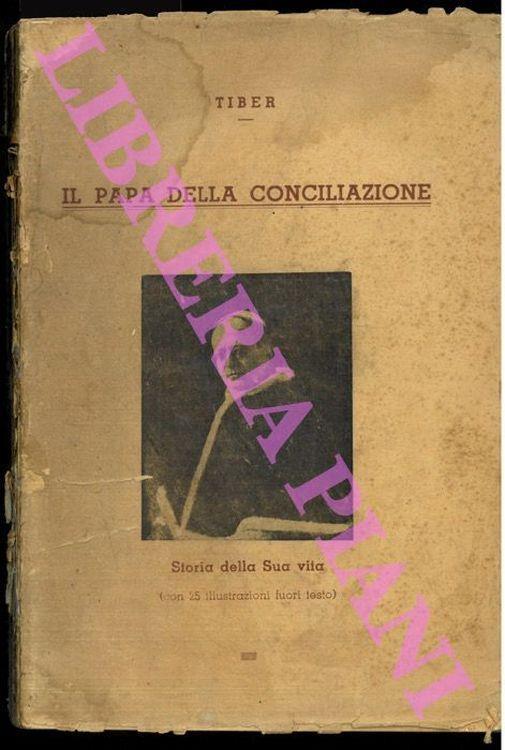 TIBER
IL PAPA DELLA CONCILIAZIONE
LIBRERIA PIANI
Storia della Sua vita
(con 25 illustrazioni fuori testo)